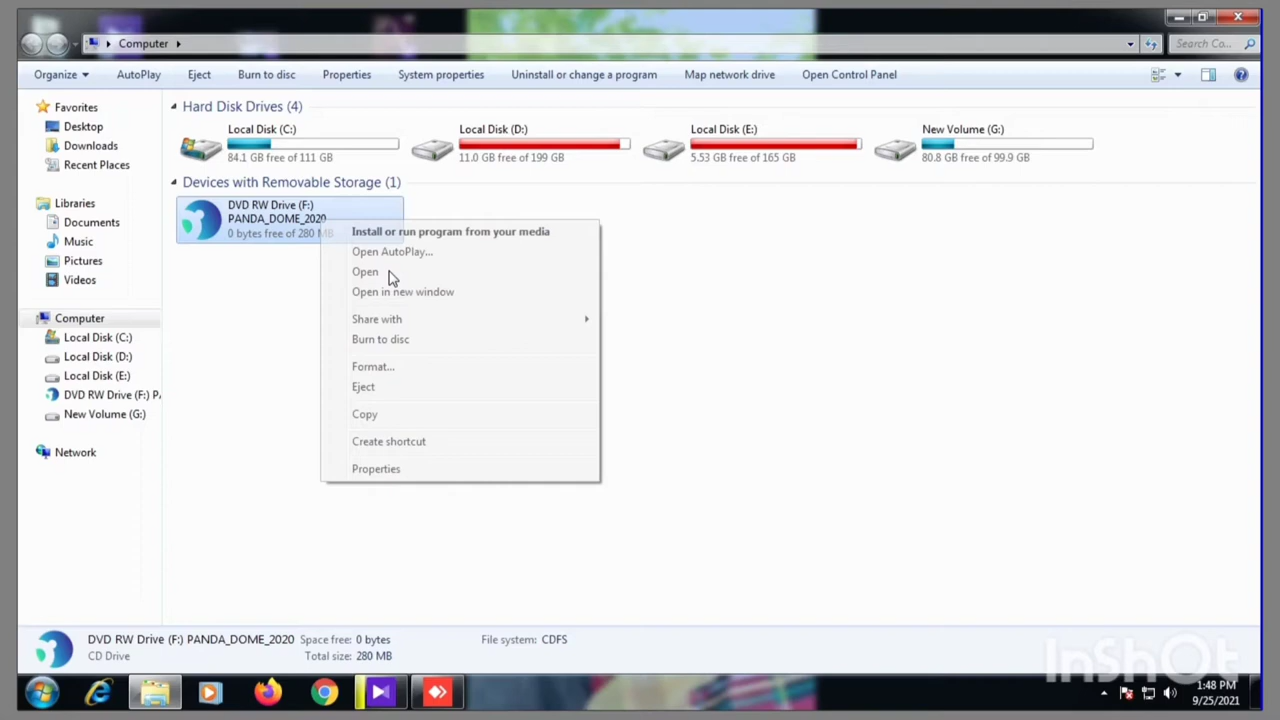 Computer
Search Co...
Organize AutoPlay Eject Burn to disc Properties System properties Uninstall or change a program Map network drive Open Control Panel
Favorites
Desktop
Downloads
Recent Places
Libraries
Documents
Music
Pictures
Videos
Computer
Local Disk (C:)
Local Disk (D:)
Local Disk (E:)
DVD RW Drive (F:) P
New Volume (G:)
Network
Hard Disk Drives (4)
Local Disk (C:)
84.1 GB free of 111 GB
Local Disk (D:)
11.0 GB free of 199 GB
Local Disk (E:)
5.53 GB free of 165 GB
New Volume (G:)
80.8 GB free of 99.9 GB
Devices with Removable Storage (1)
DVD RW Drive (F:)
PANDA_DOME_2020
0 bytes free of 280 MB
Install or run program from your media
Open AutoPlay...
Open
Open in new window
Share with
Burn to disc
Format...
Eject
Copy
Create shortcut
Properties
DVD RW Drive (F:) PANDA_DOME_2020 Space free: 0 bytes File system: CDFS
CD Drive Total size: 280 MB
InShOt
1:48 PM
9/25/2021